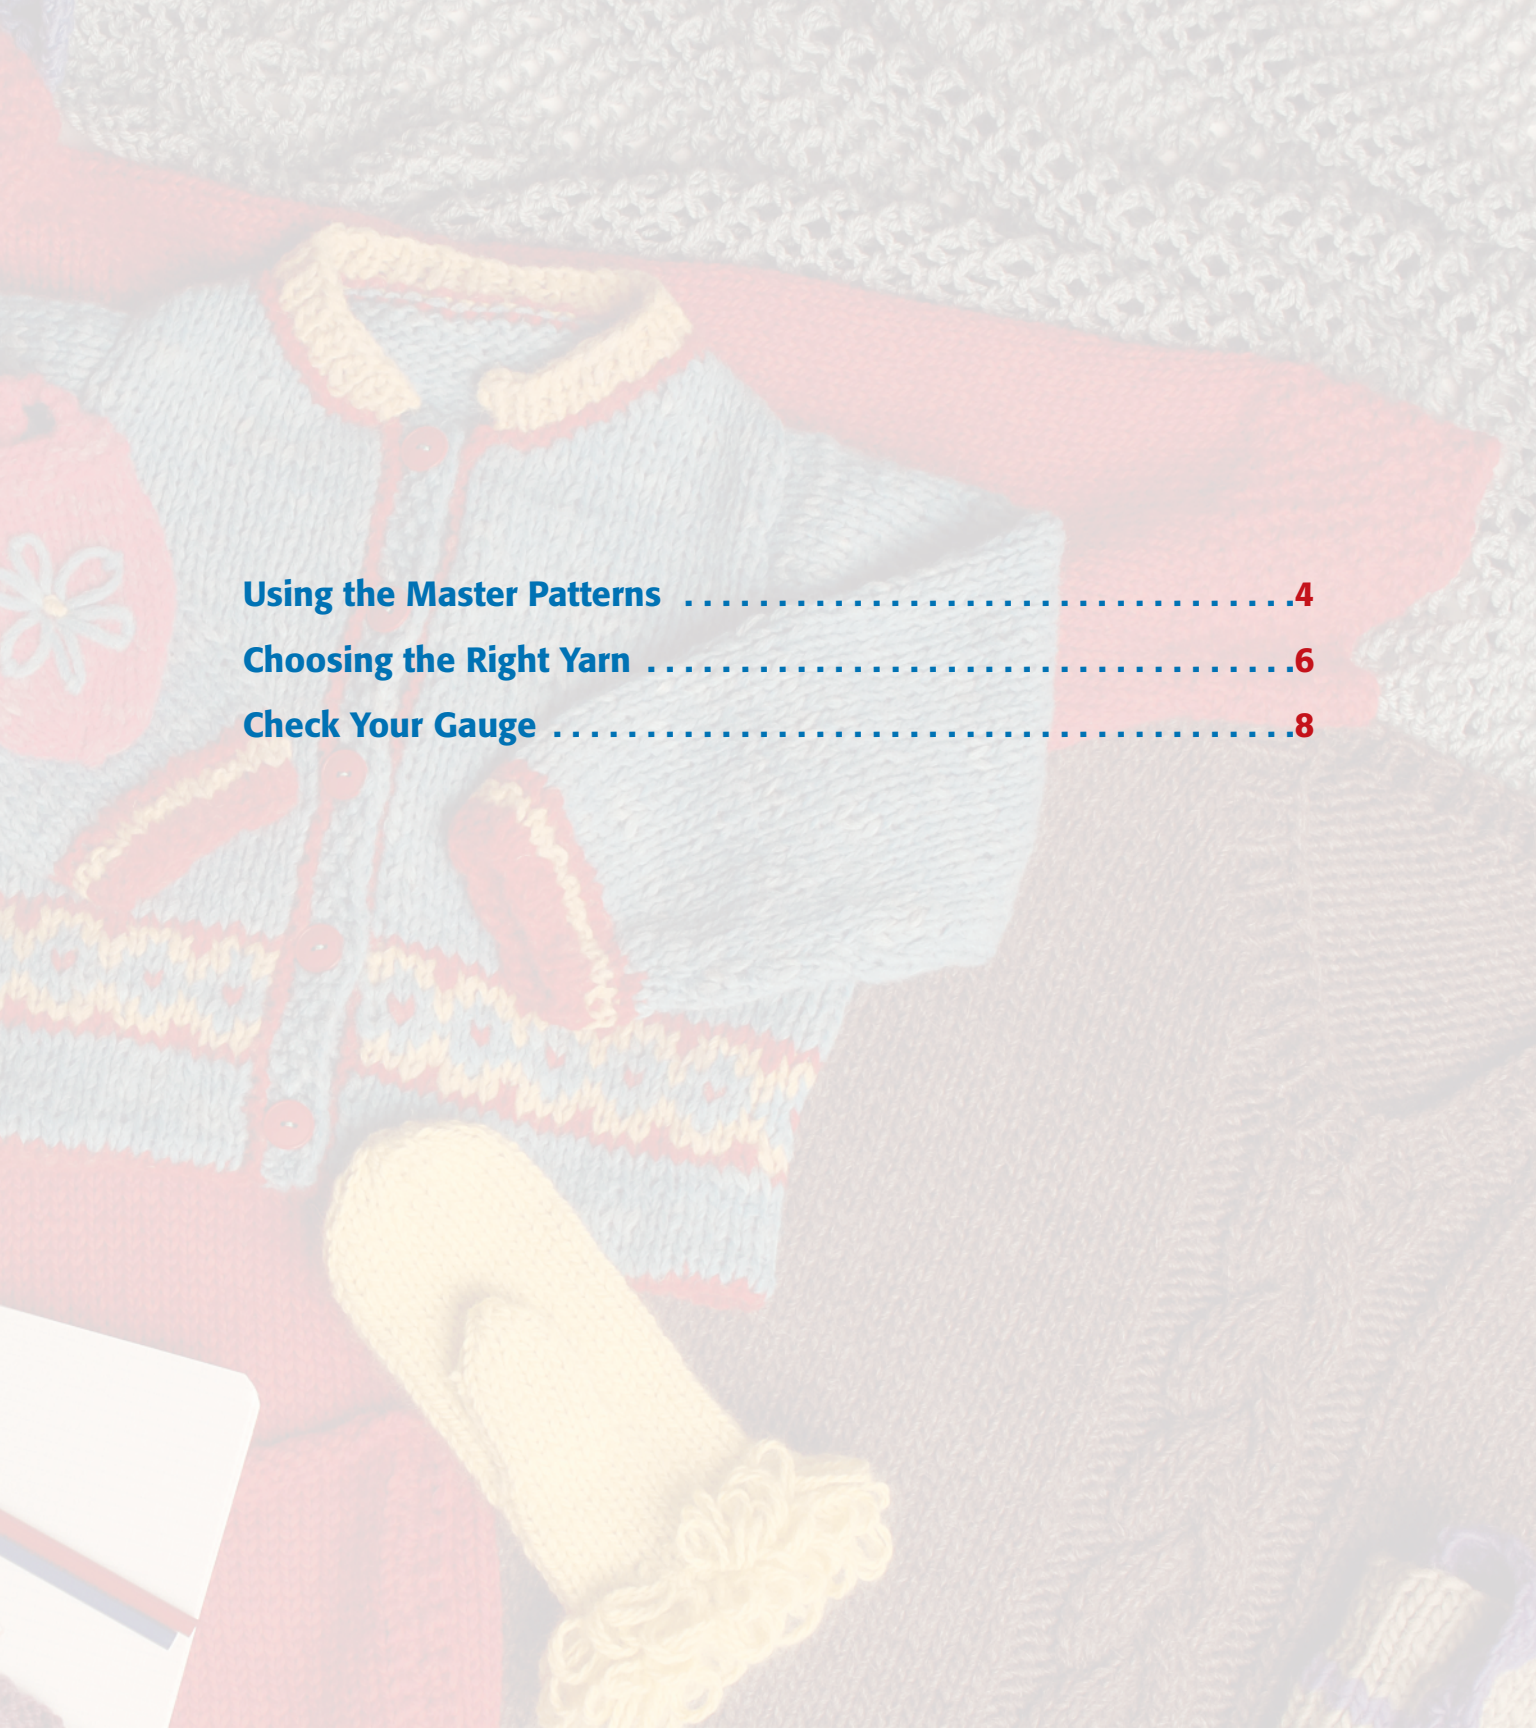 Using the Master Patterns . . . . . . . . . . . . . . . . . . . . . . . . . . . . . . . . .4
Choosing the Right Yarn . . . . . . . . . . . . . . . . . . . . . . . . . . . . . . . . . . .6
Check Your Gauge . . . . . . . . . . . . . . . . . . . . . . . . . . . . . . . . . . . . . . . .8